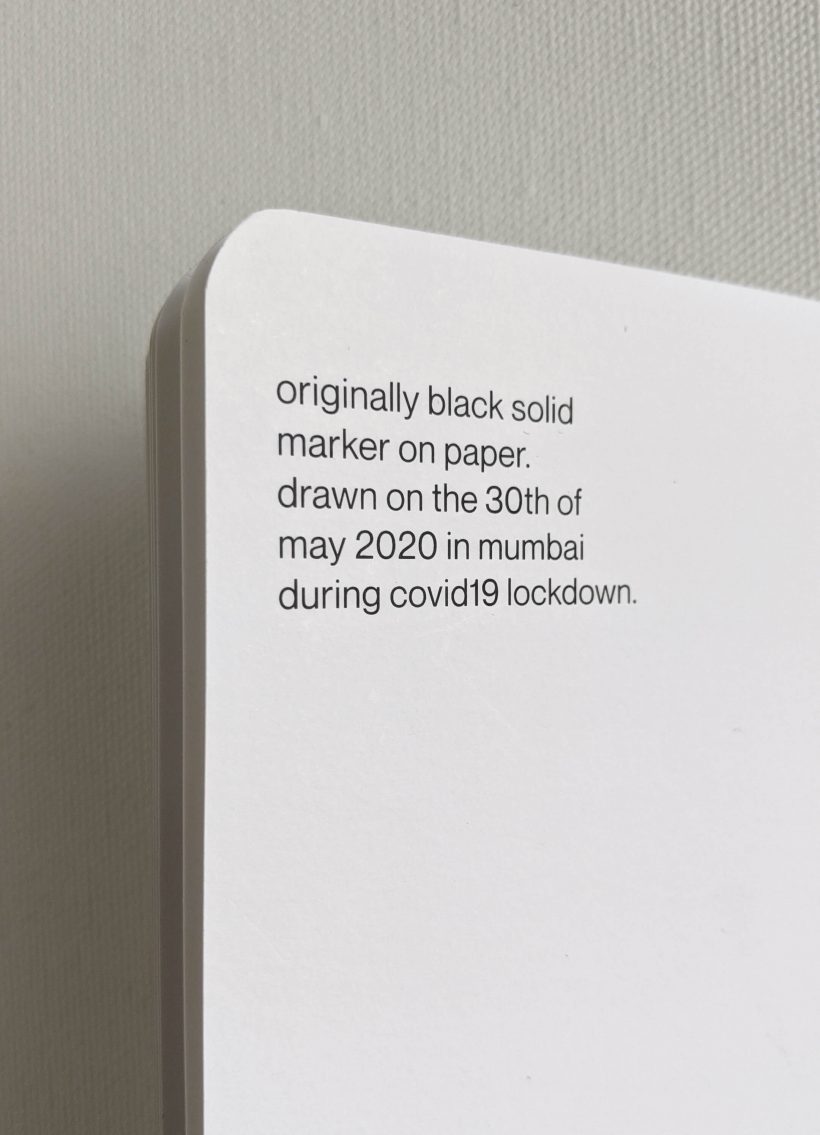 originally black solid
marker on paper.
drawn on the 30th of
may 2020 in mumbai
during covid19 lockdown.